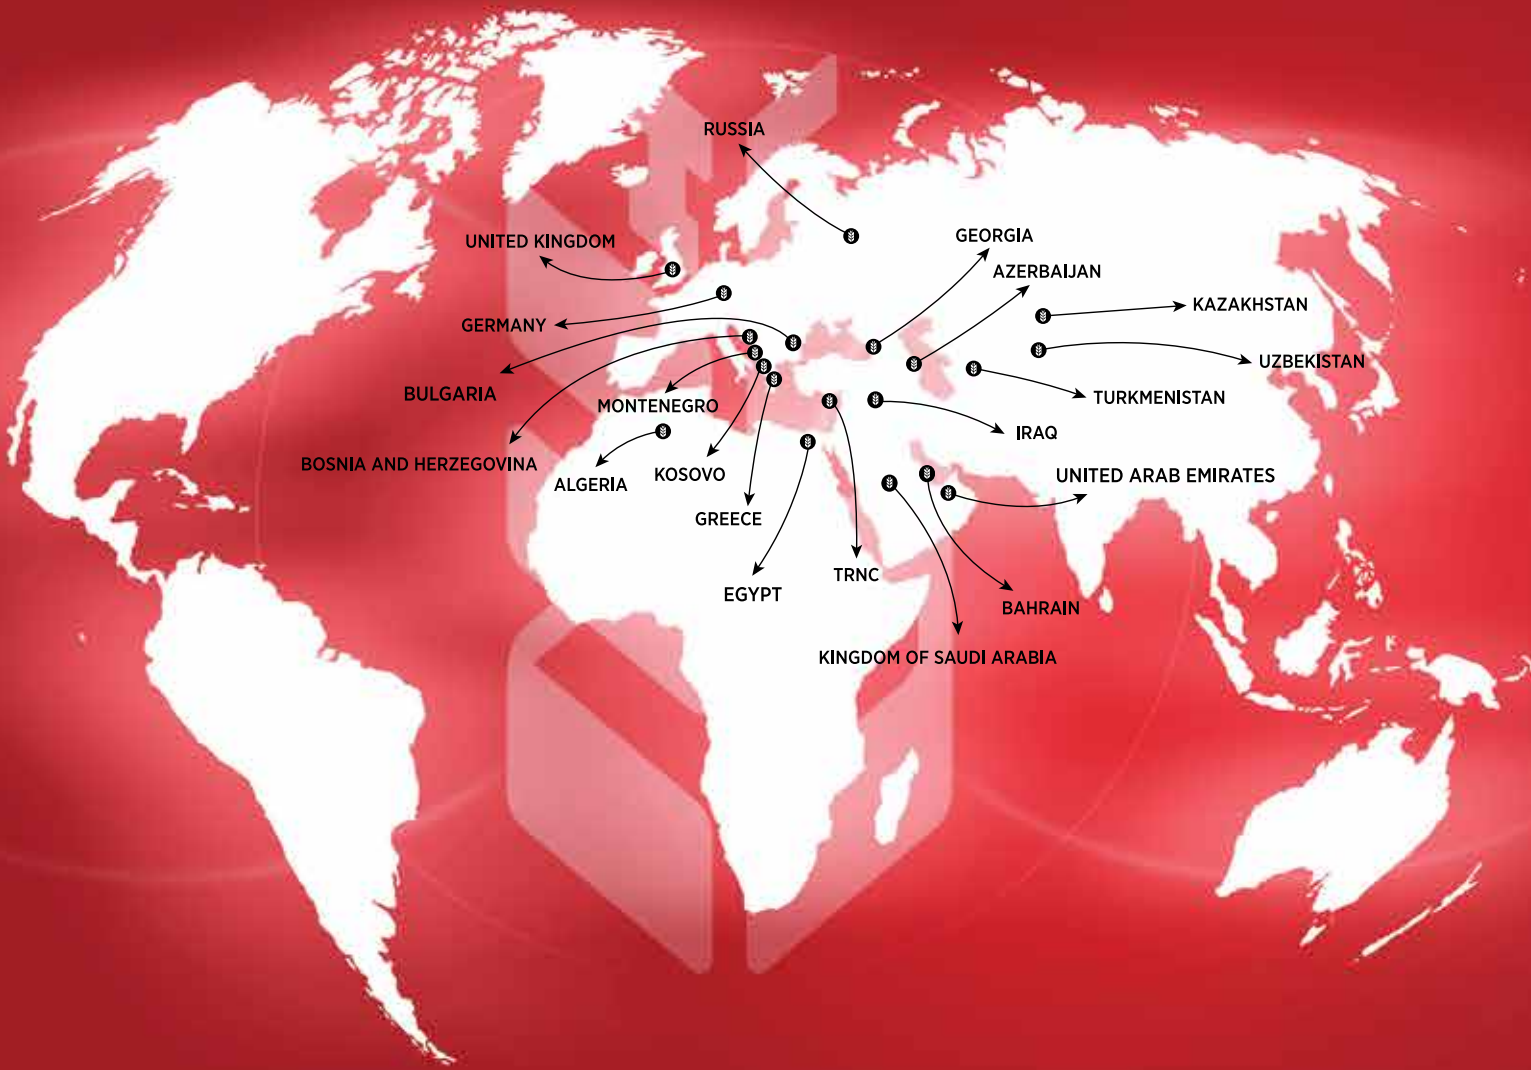 RUSSIA
GEORGIA
UNITED KINGDOM
AZERBAIJAN
KAZAKHSTAN
GERMANY
UZBEKISTAN
BULGARIA
TURKMENISTAN
MONTENEGRO
IRAQ
BOSNIA AND HERZEGOVINA
KOSOVO
UNITED ARAB EMIRATES
ALGERIA
GREECE
TRNC
EGYPT
BAHRAIN
KINGDOM OF SAUDI ARABIA